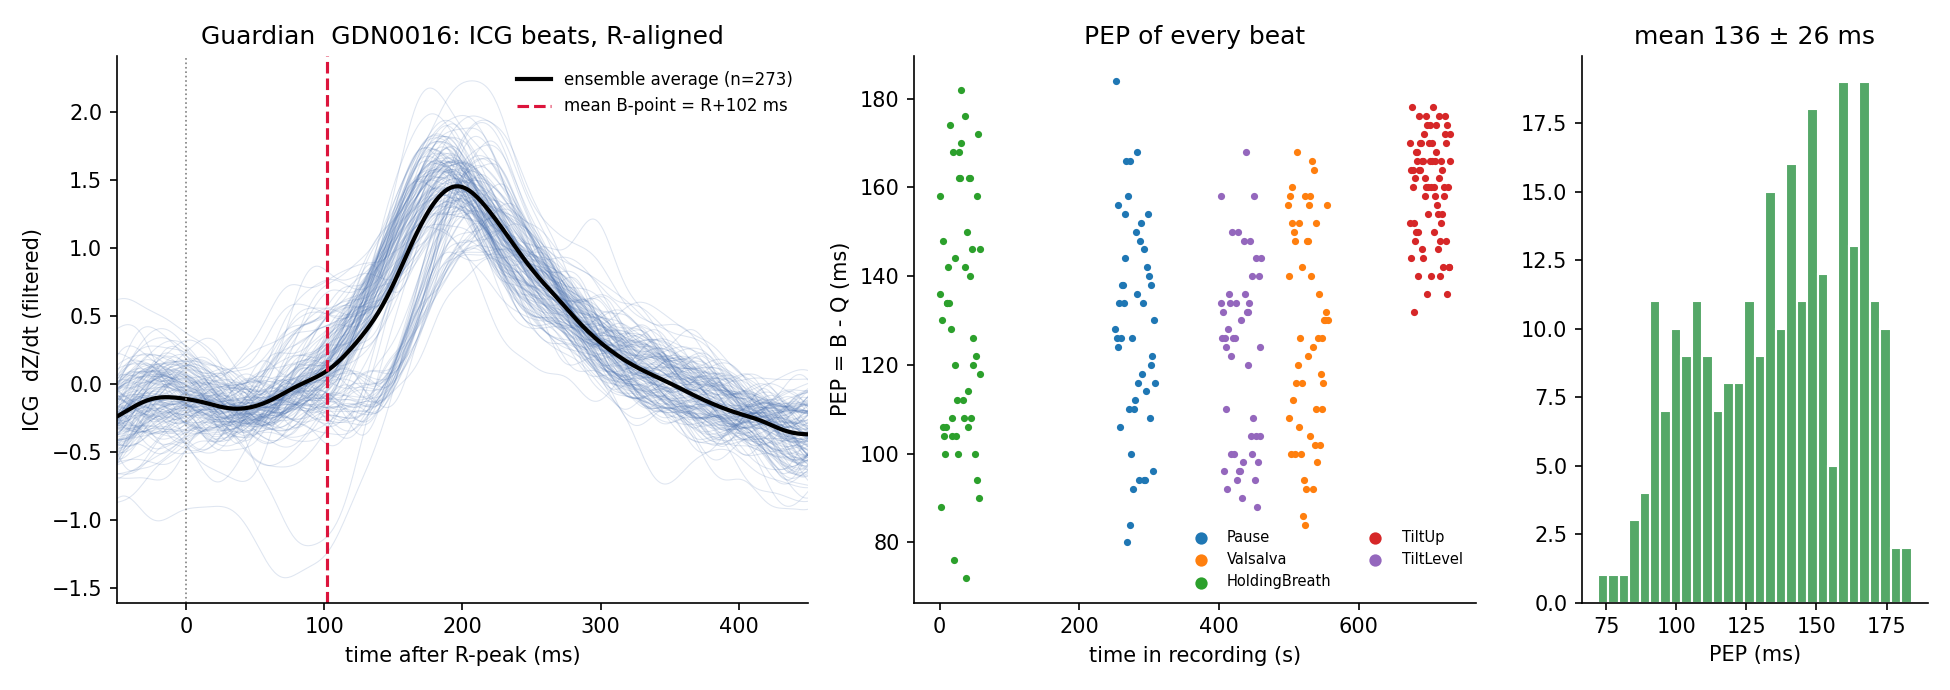 Guardian  GDN0016: ICG beats, R-aligned
ensemble average (n=273)
mean B-point = R+102 ms
ICG  dZ/dt (filtered)
2.0
1.5
1.0
0.5
0.0
−0.5
−1.0
−1.5
0
100
200
300
400
time after R-peak (ms)
PEP of every beat
PEP = B - Q (ms)
180
160
140
120
100
80
Pause
Valsalva
HoldingBreath
TiltUp
TiltLevel
0
200
400
600
time in recording (s)
mean 136 ± 26 ms
17.5
15.0
12.5
10.0
7.5
5.0
2.5
0.0
75
100
125
150
175
PEP (ms)